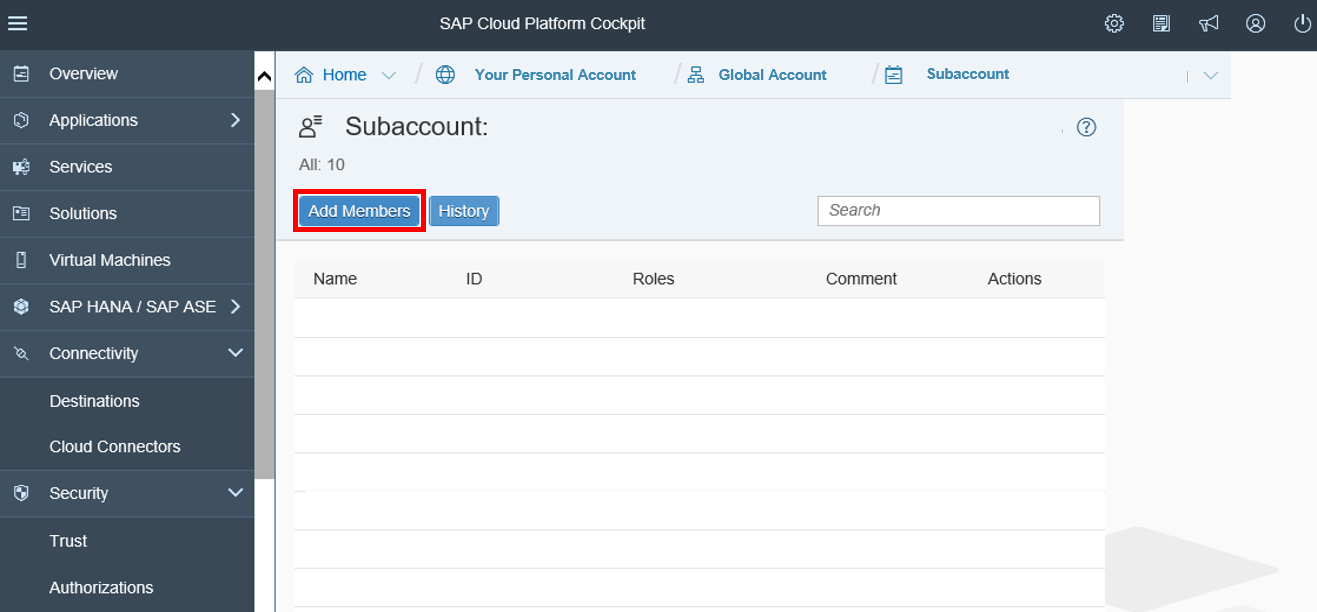 SAP Cloud Platform Cockpit
Overview
Applications
Services
Solutions
Virtual Machines
SAP HANA / SAP ASE
Connectivity
Destinations
Cloud Connectors
Security
Trust
Authorizations
Home / Your Personal Account / Global Account / Subaccount
Subaccount:
All: 10
Add Members History Search
Name ID Roles Comment Actions